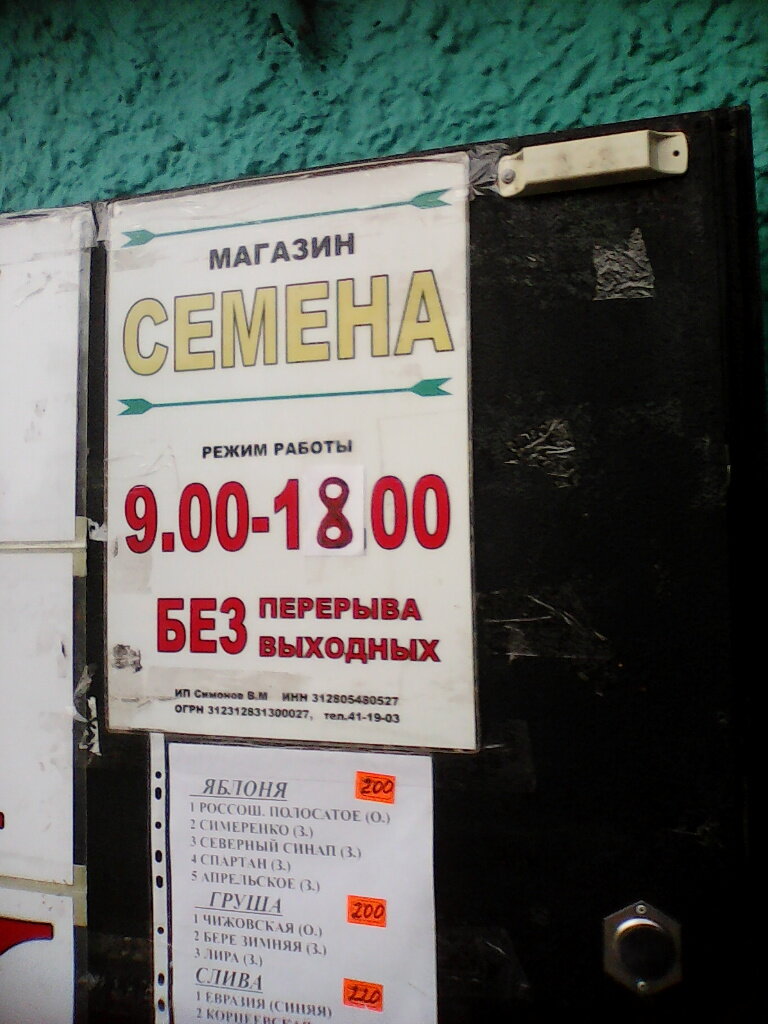 МАГАЗИН
СЕМЕНА
РЕЖИМ РАБОТЫ
9.00-18.00
БЕЗ ПЕРЕРЫВА
ВЫХОДНЫХ
ИП Симонов В.М ИНН 312805480527
ОГРН 312312831300027, тел.41-19-03
ЯБЛОНЯ 200
1 РОССОШ. ПОЛОСАТОЕ (О.)
2 СИМЕРЕНКО (З.)
3 СЕВЕРНЫЙ СИНАП (З.)
4 СПАРТАН (З.)
5 АПРЕЛЬСКОЕ (З.)
ГРУША 200
1 ЧИЖОВСКАЯ (О.)
2 БЕРЕ ЗИМНЯЯ (З.)
3 ЛИРА (З.)
СЛИВА 220
1 ЕВРАЗИЯ (СИНЯЯ)
2